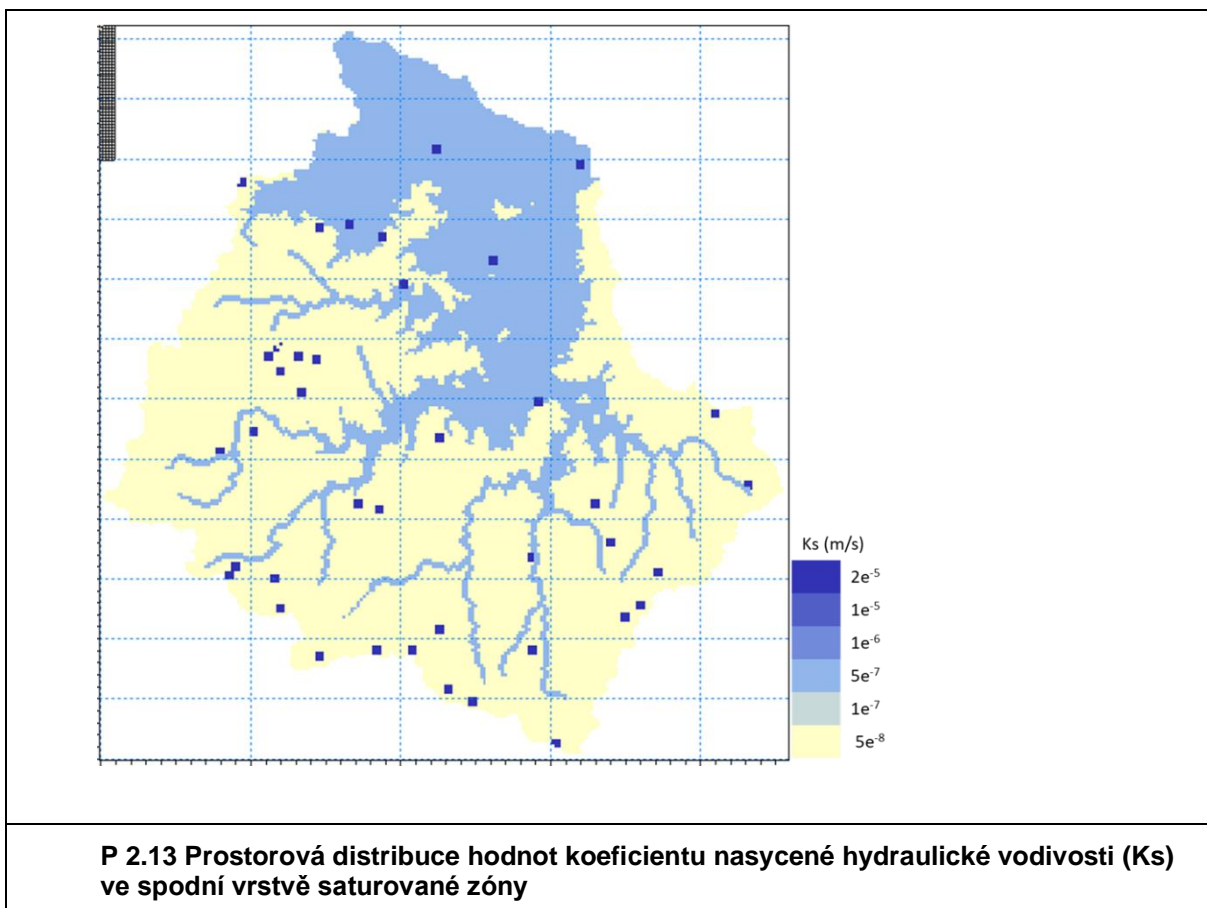 Ks (m/s)
2e⁻⁵
1e⁻⁵
1e⁻⁶
5e⁻⁷
1e⁻⁷
5e⁻⁸
P 2.13 Prostorová distribuce hodnot koeficientu nasycené hydraulické vodivosti (Ks)
ve spodní vrstvě saturované zóny